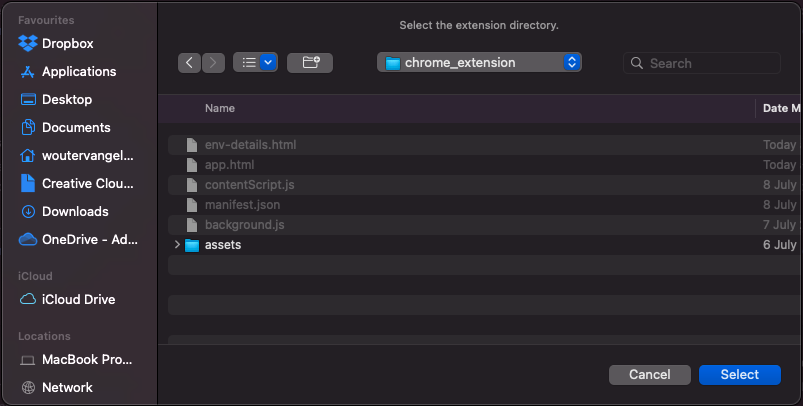 Favourites
Dropbox
Applications
Desktop
Documents
woutervangel...
Creative Clou...
Downloads
OneDrive - Ad...
iCloud
iCloud Drive
Locations
MacBook Pro...
Network
Select the extension directory.
chrome_extension
Search
Name Date M
env-details.html Today
app.html Today
contentScript.js 8 July
manifest.json 8 July
background.js 7 July
assets 6 July
Cancel Select